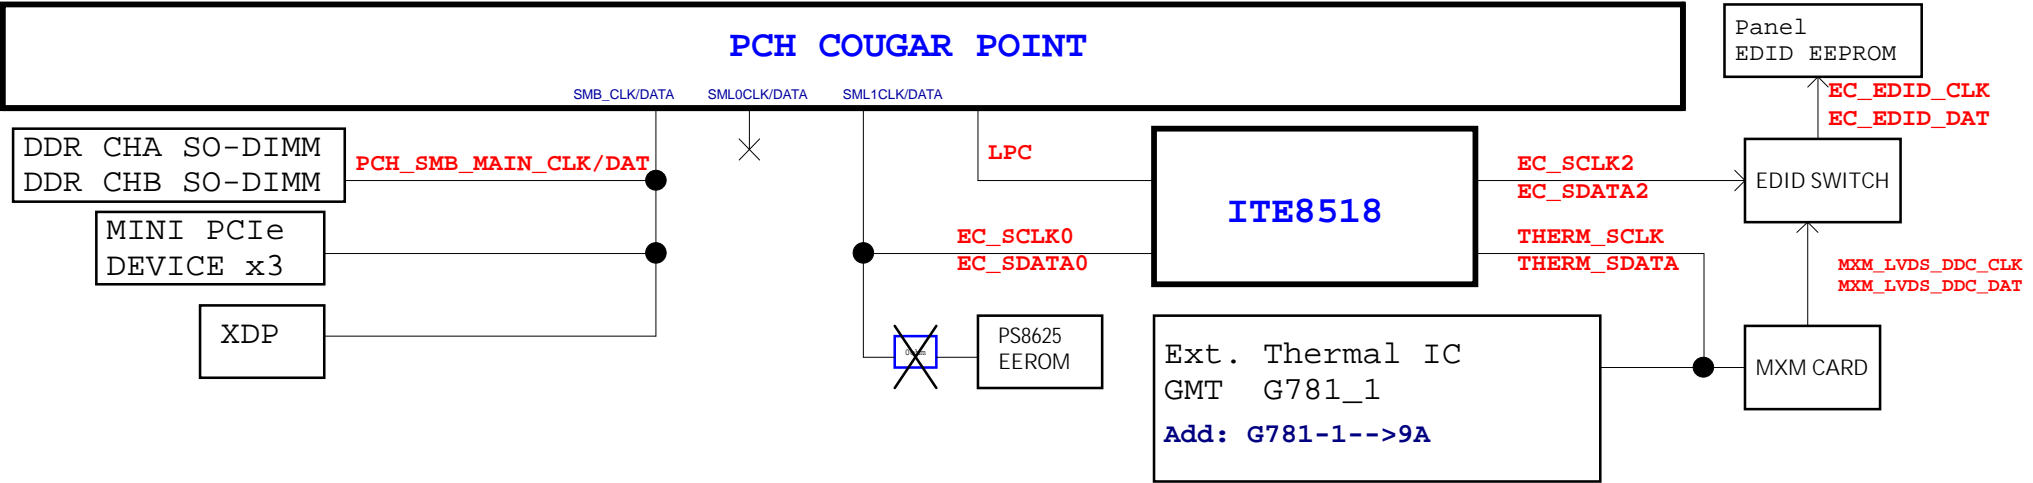 PCH COUGAR POINT
SMB_CLK/DATA
SML0CLK/DATA
SML1CLK/DATA
Panel
EDID EEPROM
EC_EDID_CLK
EC_EDID_DAT
DDR CHA SO-DIMM
DDR CHB SO-DIMM
PCH_SMB_MAIN_CLK/DAT
LPC
ITE8518
EC_SCLK2
EC_SDATA2
EDID SWITCH
MINI PCIe
DEVICE x3
EC_SCLK0
EC_SDATA0
THERM_SCLK
THERM_SDATA
MXM_LVDS_DDC_CLK
MXM_LVDS_DDC_DAT
XDP
PS8625
EEROM
Ext. Thermal IC
GMT G781_1
Add: G781-1-->9A
MXM CARD